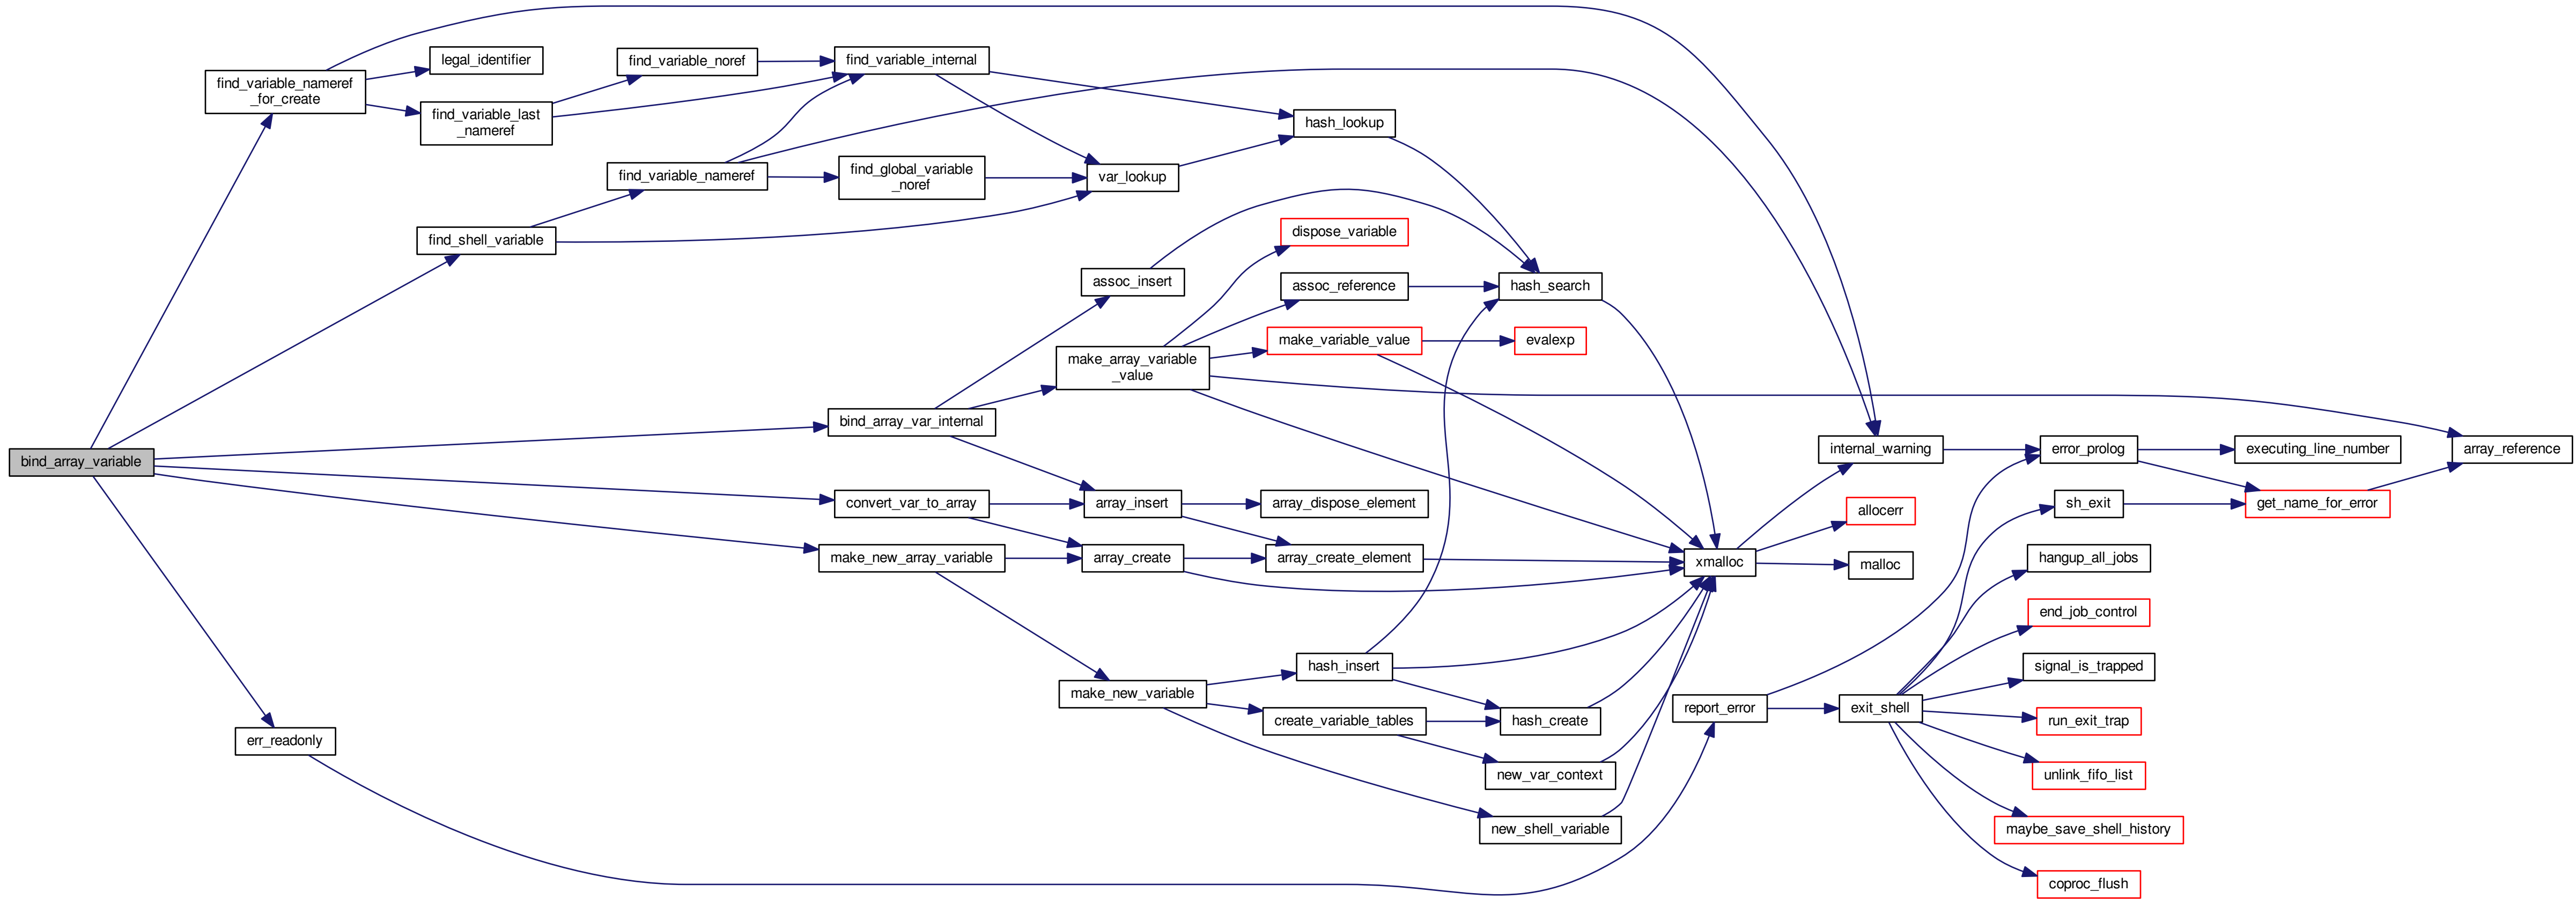 bind_array_variable
find_variable_nameref
_for_create
legal_identifier
find_variable_last
_nameref
find_variable_noref
find_variable_internal
find_shell_variable
find_variable_nameref
find_global_variable
_noref
var_lookup
hash_lookup
hash_search
assoc_insert
dispose_variable
assoc_reference
make_variable_value
evalexp
make_array_variable
_value
bind_array_var_internal
convert_var_to_array
array_insert
array_dispose_element
make_new_array_variable
array_create
array_create_element
xmalloc
internal_warning
allocerr
malloc
error_prolog
executing_line_number
get_name_for_error
array_reference
make_new_variable
hash_insert
create_variable_tables
hash_create
new_var_context
new_shell_variable
err_readonly
report_error
exit_shell
sh_exit
hangup_all_jobs
end_job_control
signal_is_trapped
run_exit_trap
unlink_fifo_list
maybe_save_shell_history
coproc_flush